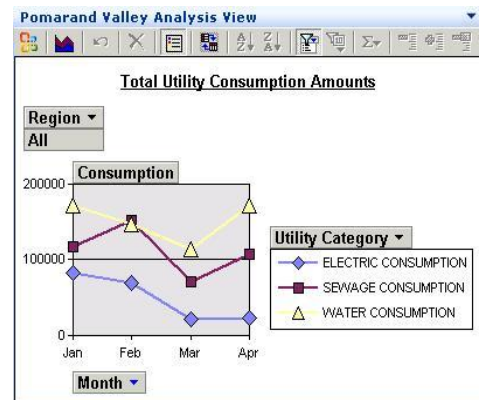 Pomarand Valley Analysis View
Total Utility Consumption Amounts
Region
All
Consumption
200000
100000
0
Jan Feb Mar Apr
Month
Utility Category
ELECTRIC CONSUMPTION
SEWAGE CONSUMPTION
WATER CONSUMPTION